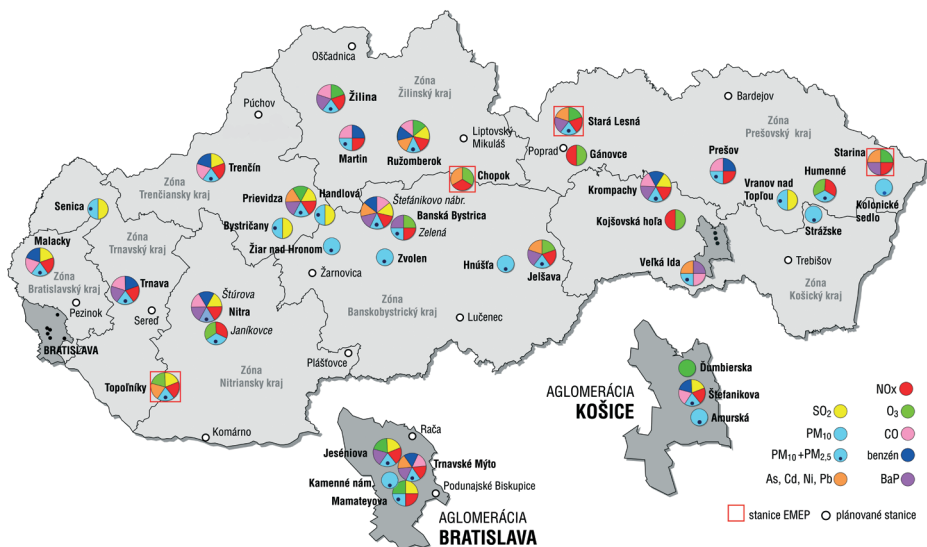 Oščadnica
Zóna
Žilinský kraj
Žilina
Púchov
Martin
Ružomberok
Liptovský
Mikuláš
Stará Lesná
Poprad
Gánovce
Bardejov
Zóna
Prešovský kraj
Prešov
Starina
Humenné
Vranov nad
Topľou
Kolonické
sedlo
Strážske
Trenčín
Zóna
Trenčiansky kraj
Chopok
Krompachy
Kojšovská hoľa
Prievidza
Handlová
Štefánikovo nábr.
Banská Bystrica
Zelená
Bystričany
Žiar nad Hronom
Zvolen
Senica
Zóna
Trnavský kraj
Malacky
Zóna
Bratislavský kraj
Pezinok
BRATISLAVA
Trnava
Sereď
Štúrova
Nitra
Janíkovce
Žarnovica
Hnúšťa
Jelšava
Veľká Ida
Trebišov
Zóna
Košický kraj
Zóna
Banskobystrický kraj
Lučenec
Plášťovce
Zóna
Nitriansky kraj
Topoľníky
Komárno
AGLOMERÁCIA
KOŠICE
Ďumbierska
Štefanikova
Amurská
Rača
Jeséniova
Trnavské Mýto
Kamenné nám.
Mamateyova
Podunajské Biskupice
AGLOMERÁCIA
BRATISLAVA
NOx
SO2
O3
PM10
CO
PM10+PM2,5
benzén
As, Cd, Ni, Pb
BaP
stanice EMEP
plánované stanice